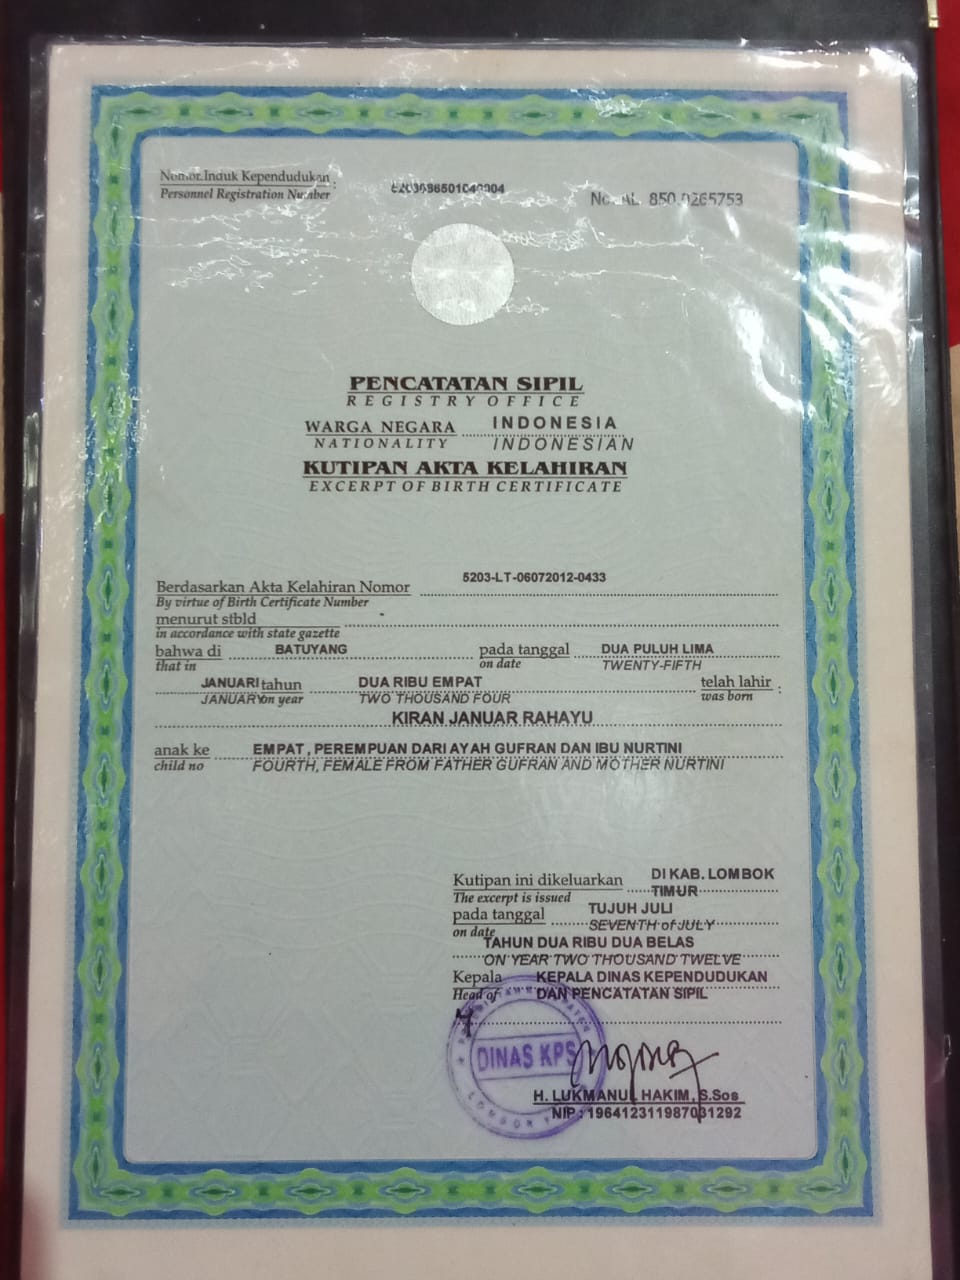 Nomor Induk Kependudukan
Personnel Registration Number :
No. AL 850 0265753
PENCATATAN SIPIL
REGISTRY OFFICE
WARGA NEGARA INDONESIA
NATIONALITY INDONESIAN
KUTIPAN AKTA KELAHIRAN
EXCERPT OF BIRTH CERTIFICATE
Berdasarkan Akta Kelahiran Nomor 5203-LT-06072012-0433
By virtue of Birth Certificate Number
menurut stbld -
in accordance with state gazette
bahwa di BATUYANG pada tanggal DUA PULUH LIMA
that in on date TWENTY-FIFTH
JANUARI tahun DUA RIBU EMPAT telah lahir :
JANUARY on year TWO THOUSAND FOUR was born
KIRAN JANUAR RAHAYU
anak ke EMPAT , PEREMPUAN DARI AYAH GUFRAN DAN IBU NURTINI
child no FOURTH, FEMALE FROM FATHER GUFRAN AND MOTHER NURTINI
Kutipan ini dikeluarkan DI KAB. LOMBOK
The excerpt is issued TIMUR
pada tanggal TUJUH JULI
on date SEVENTH of JULY
TAHUN DUA RIBU DUA BELAS
ON YEAR TWO THOUSAND TWELVE
Kepala KEPALA DINAS KEPENDUDUKAN
Head of DAN PENCATATAN SIPIL
DINAS KPS
H. LUKMANUL HAKIM, S.Sos
NIP : 196412311987031292